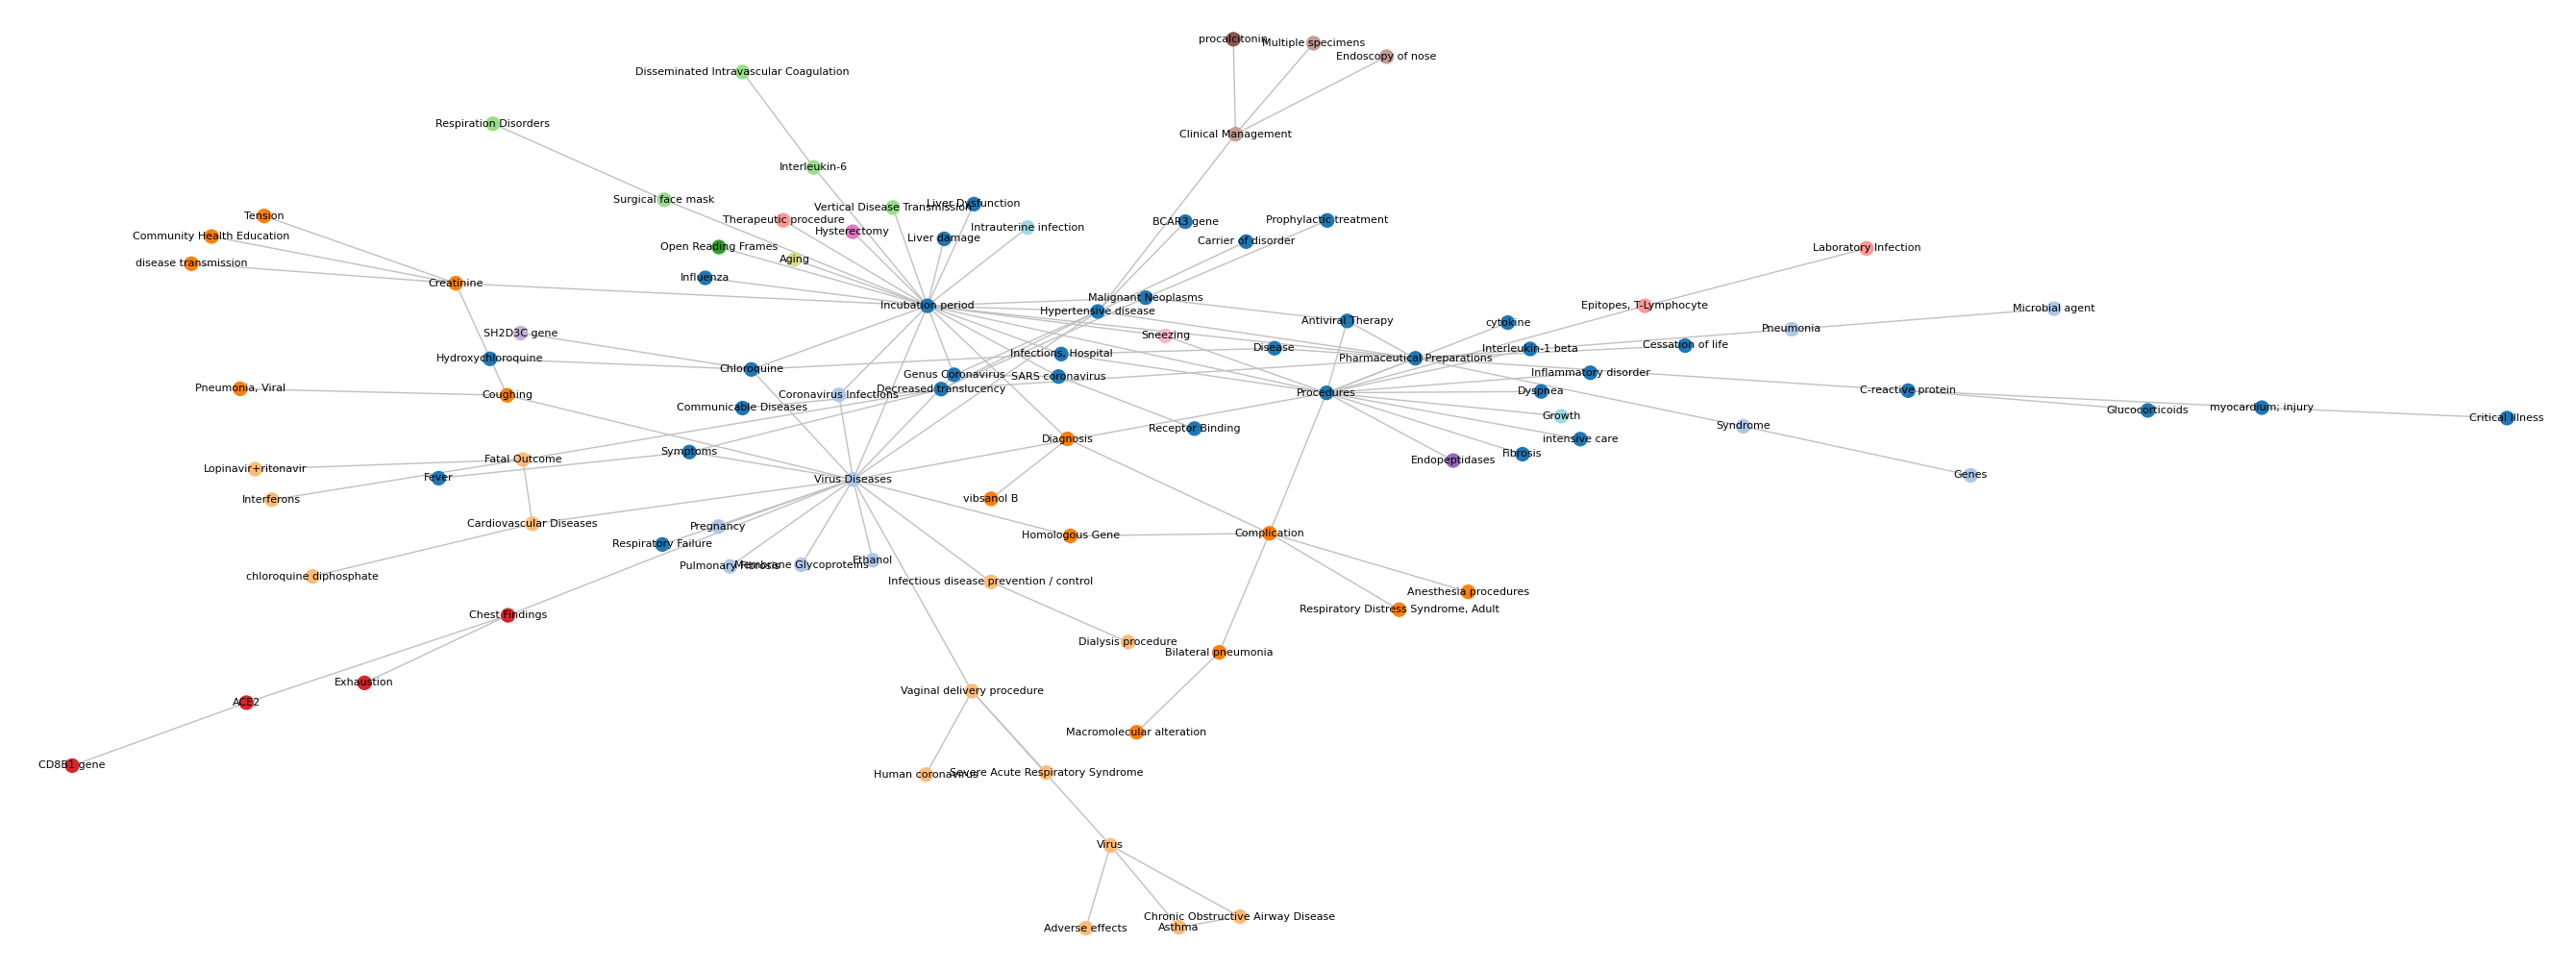 procalcitonin
Multiple specimens
Endoscopy of nose
Disseminated Intravascular Coagulation
Respiration Disorders
Clinical Management
Interleukin-6
Surgical face mask
Vertical Disease Transmission
Liver Dysfunction
Tension
Therapeutic procedure
Hysterectomy
Intrauterine infection
BCAR3 gene
Prophylactic treatment
Community Health Education
Liver damage
Carrier of disorder
Open Reading Frames
Laboratory Infection
disease transmission
Aging
Influenza
Creatinine
Incubation period
Malignant Neoplasms
Hypertensive disease
Epitopes, T-Lymphocyte
Microbial agent
Antiviral Therapy
cytokine
Pneumonia
SH2D3C gene
Sneezing
Cessation of life
Disease
Interleukin-1 beta
Infections, Hospital
Hydroxychloroquine
Pharmaceutical Preparations
Chloroquine
Genus Coronavirus
SARS coronavirus
Inflammatory disorder
Pneumonia, Viral
Decreased translucency
Coughing
Coronavirus Infections
Procedures
Dyspnea
C-reactive protein
Communicable Diseases
Glucocorticoids
myocardium; injury
Growth
Critical Illness
Receptor Binding
Syndrome
Diagnosis
intensive care
Symptoms
Fibrosis
Fatal Outcome
Endopeptidases
Lopinavir+ritonavir
Fever
Virus Diseases
Genes
Interferons
vibsanol B
Cardiovascular Diseases
Pregnancy
Complication
Homologous Gene
Respiratory Failure
Ethanol
Pulmonary Fibrosis
Membrane Glycoproteins
chloroquine diphosphate
Infectious disease prevention / control
Anesthesia procedures
Respiratory Distress Syndrome, Adult
Chest Findings
Dialysis procedure
Bilateral pneumonia
Exhaustion
Vaginal delivery procedure
ACE2
Macromolecular alteration
CD8B1 gene
Human coronavirus
Severe Acute Respiratory Syndrome
Virus
Chronic Obstructive Airway Disease
Adverse effects
Asthma